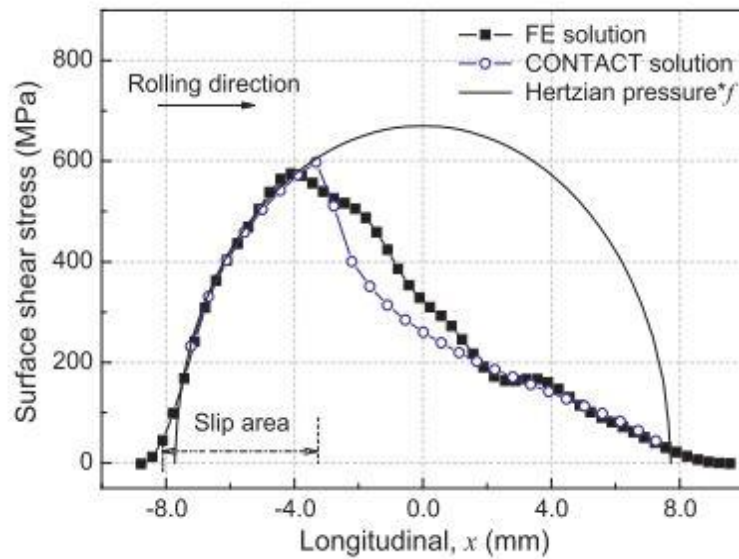 FE solution
CONTACT solution
Hertzian pressure*f
Rolling direction
Slip area
Surface shear stress (MPa)
800
600
400
200
0
-8.0 -4.0 0.0 4.0 8.0
Longitudinal, x (mm)